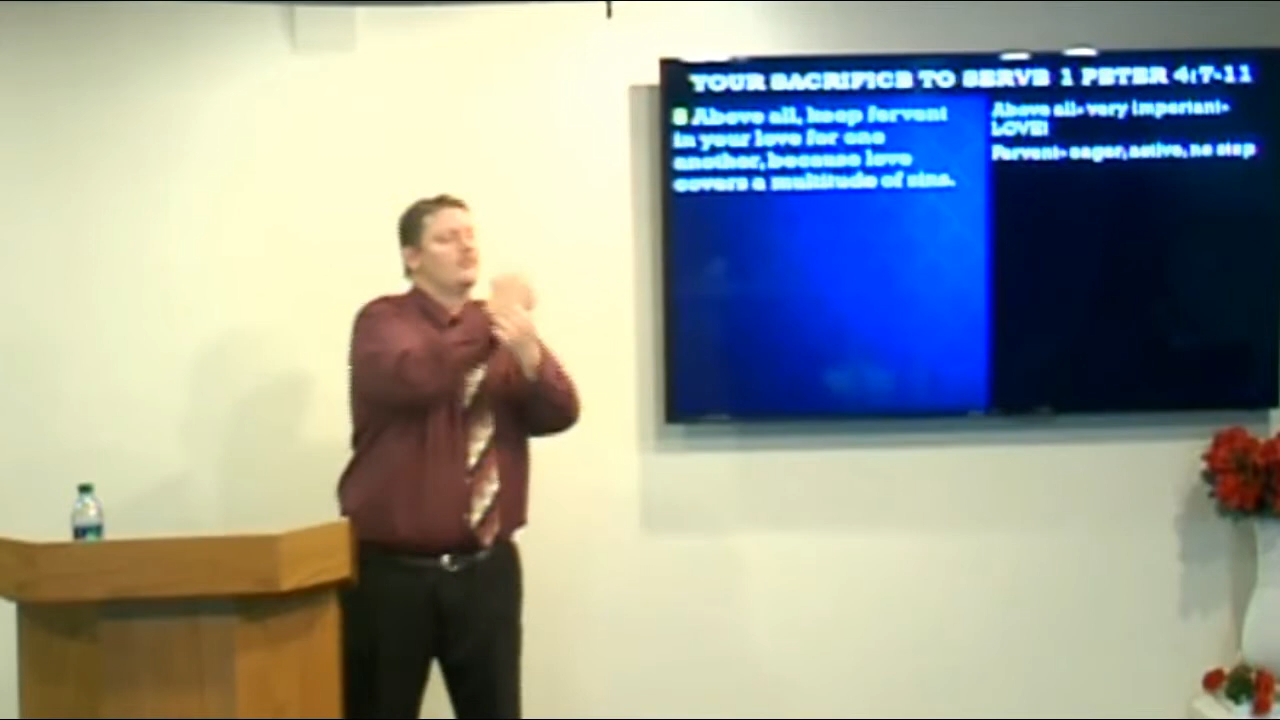 YOUR SACRIFICE TO SERVE 1 PETER 4:7-11
8 Above all, keep fervent
in your love for one
another, because love
covers a multitude of sins.
Above all- very important-
LOVE!
Fervent- eager, active, no stop